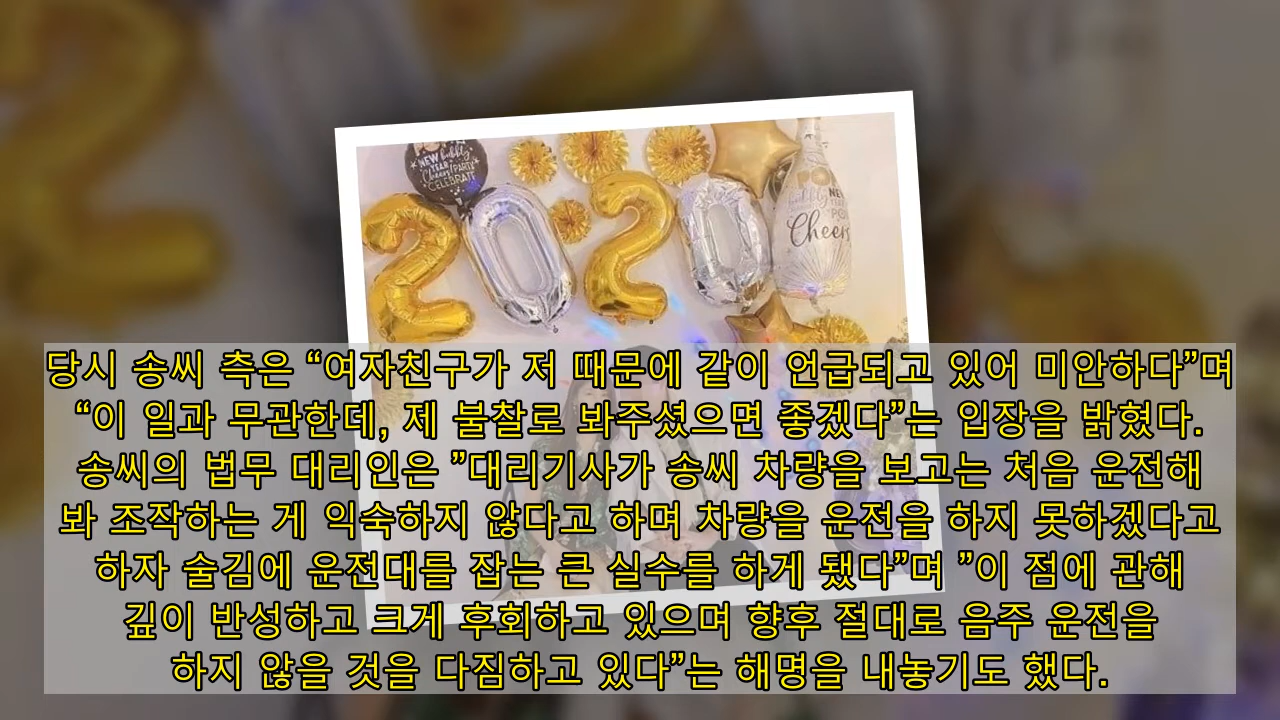 NEW bubbly
YEAR
Cheers! PARTY
CELEBRATE
2020
NEW
bubbly
YEAR
PO
Cheers
당시 송씨 측은 “여자친구가 저 때문에 같이 언급되고 있어 미안하다”며
“이 일과 무관한데, 제 불찰로 봐주셨으면 좋겠다”는 입장을 밝혔다.
송씨의 법무 대리인은 ”대리기사가 송씨 차량을 보고는 처음 운전해
봐 조작하는 게 익숙하지 않다고 하며 차량을 운전을 하지 못하겠다고
하자 술김에 운전대를 잡는 큰 실수를 하게 됐다”며 ”이 점에 관해
깊이 반성하고 크게 후회하고 있으며 향후 절대로 음주 운전을
하지 않을 것을 다짐하고 있다”는 해명을 내놓기도 했다.